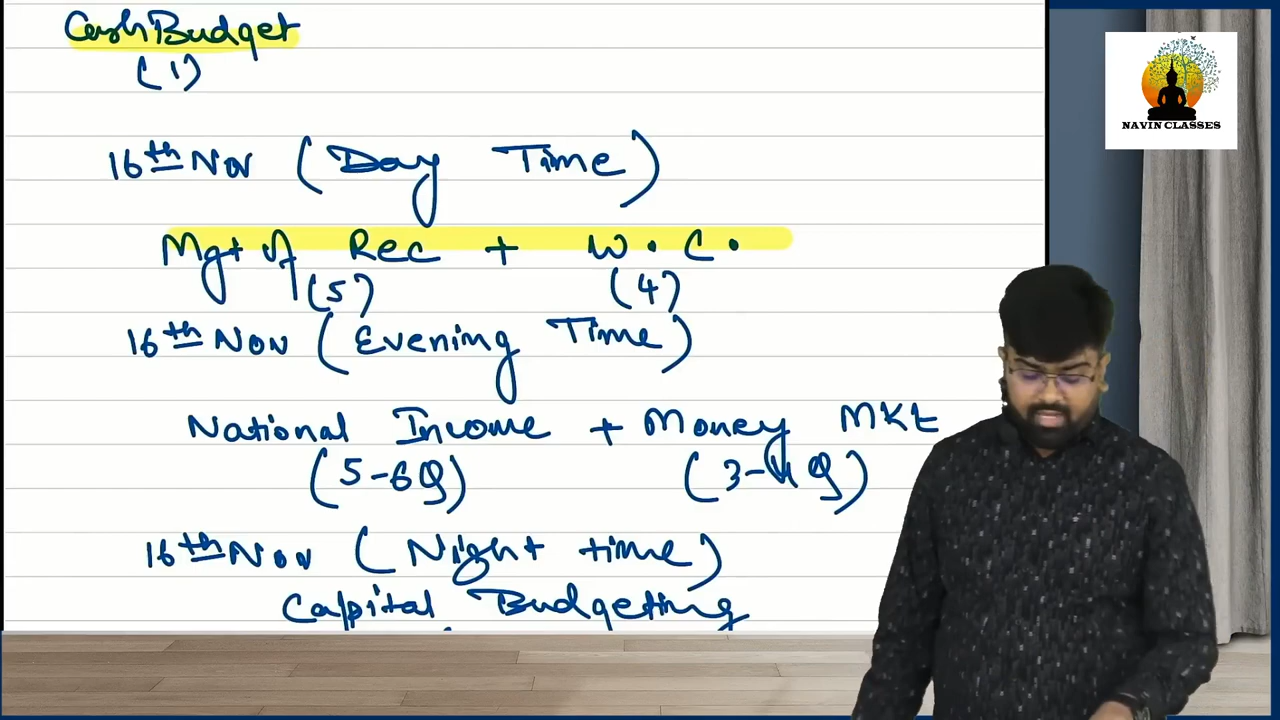 Cash Budget
(1)
16th Nov (Day Time)
Mgt of Rec + W.C.
(5) (4)
16th Nov (Evening Time)
National Income + Money Mkt
(5-6Q) (3-4Q)
16th Nov (Night time)
Capital Budgeting
NAVIN CLASSES